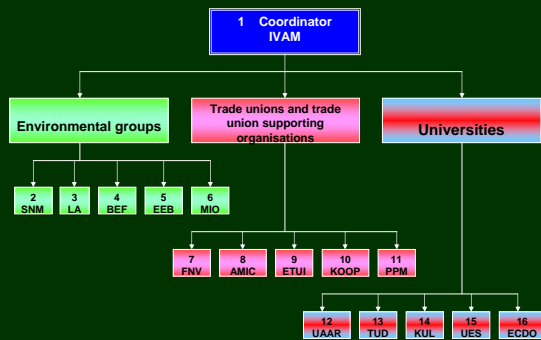 1 Coordinator
IVAM
Environmental groups
Trade unions and trade
union supporting
organisations
Universities
2
SNM
3
LA
4
BEF
5
EEB
6
MIO
7
FNV
8
AMIC
9
ETUI
10
KOOP
11
PPM
12
UAAR
13
TUD
14
KUL
15
UES
16
ECDO